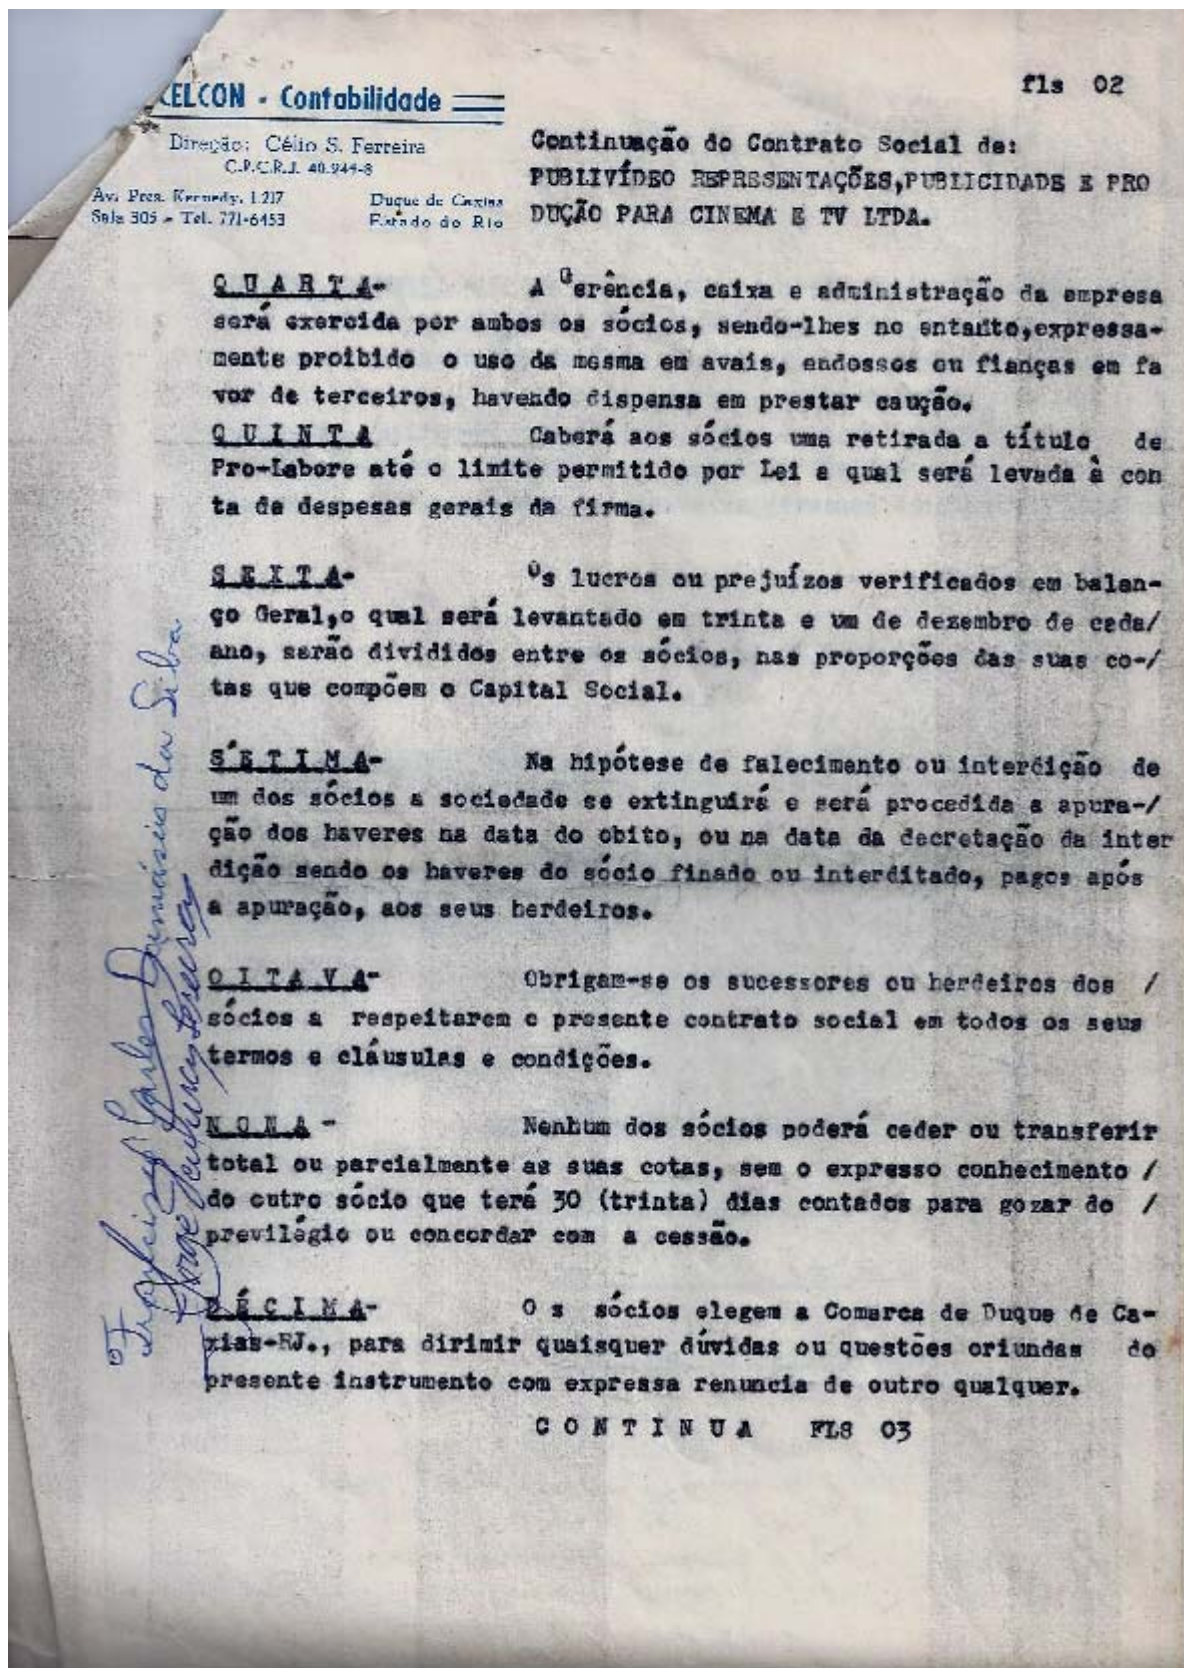 fls 02
CELCON - Contabilidade
Direção: Célio S. Ferreira
C.P.C.R.J. 40.944-8
Av. Pres. Kennedy, 1217 Duque de Caxias
Sala 305 - Tel. 771-6453 Estado do Rio
Continuação do Contrato Social de:
PUBLIVÍDEO REPRESENTAÇÕES,PUBLICIDADE E PRO
DUÇÃO PARA CINEMA E TV LTDA.
QUARTA- A Gerência, caixa e administração da empresa
será exercida por ambos os sócios, sendo-lhes no entanto,expressa-
mente proibido o uso da mesma em avais, endossos ou fianças em fa
vor de terceiros, havendo dispensa em prestar caução.
QUINTA Caberá aos sócios uma retirada a título de
Pro-Labore até o limite permitido por Lei a qual será levada à con
ta de despesas gerais da firma.
SEXTA- Os lucros ou prejuízos verificados em balan-
ço Geral,o qual será levantado em trinta e um de dezembro de cada/
ano, serão divididos entre os sócios, nas proporções das suas co-/
tas que compõem o Capital Social.
SÉTIMA- Na hipótese de falecimento ou interdição de
um dos sócios a sociedade se extinguirá e será procedida a apura-/
ção dos haveres na data do obito, ou na data da decretação da inter
dição sendo os haveres do sócio finado ou interditado, pagos após
a apuração, aos seus herdeiros.
OITAVA- Obrigam-se os sucessores ou herdeiros dos /
sócios a respeitarem o presente contrato social em todos os seus
termos e cláusulas e condições.
NONA - Nenhum dos sócios poderá ceder ou transferir
total ou parcialmente as suas cotas, sem o expresso conhecimento /
do outro sócio que terá 30 (trinta) dias contados para gozar do /
previlégio ou concordar com a cessão.
DÉCIMA- O s sócios elegem a Comarca de Duque de Ca-
xias-RJ., para dirimir quaisquer dúvidas ou questões oriundas do
presente instrumento com expressa renuncia de outro qualquer.
CONTINUA FLS 03
da Silva
Jorge